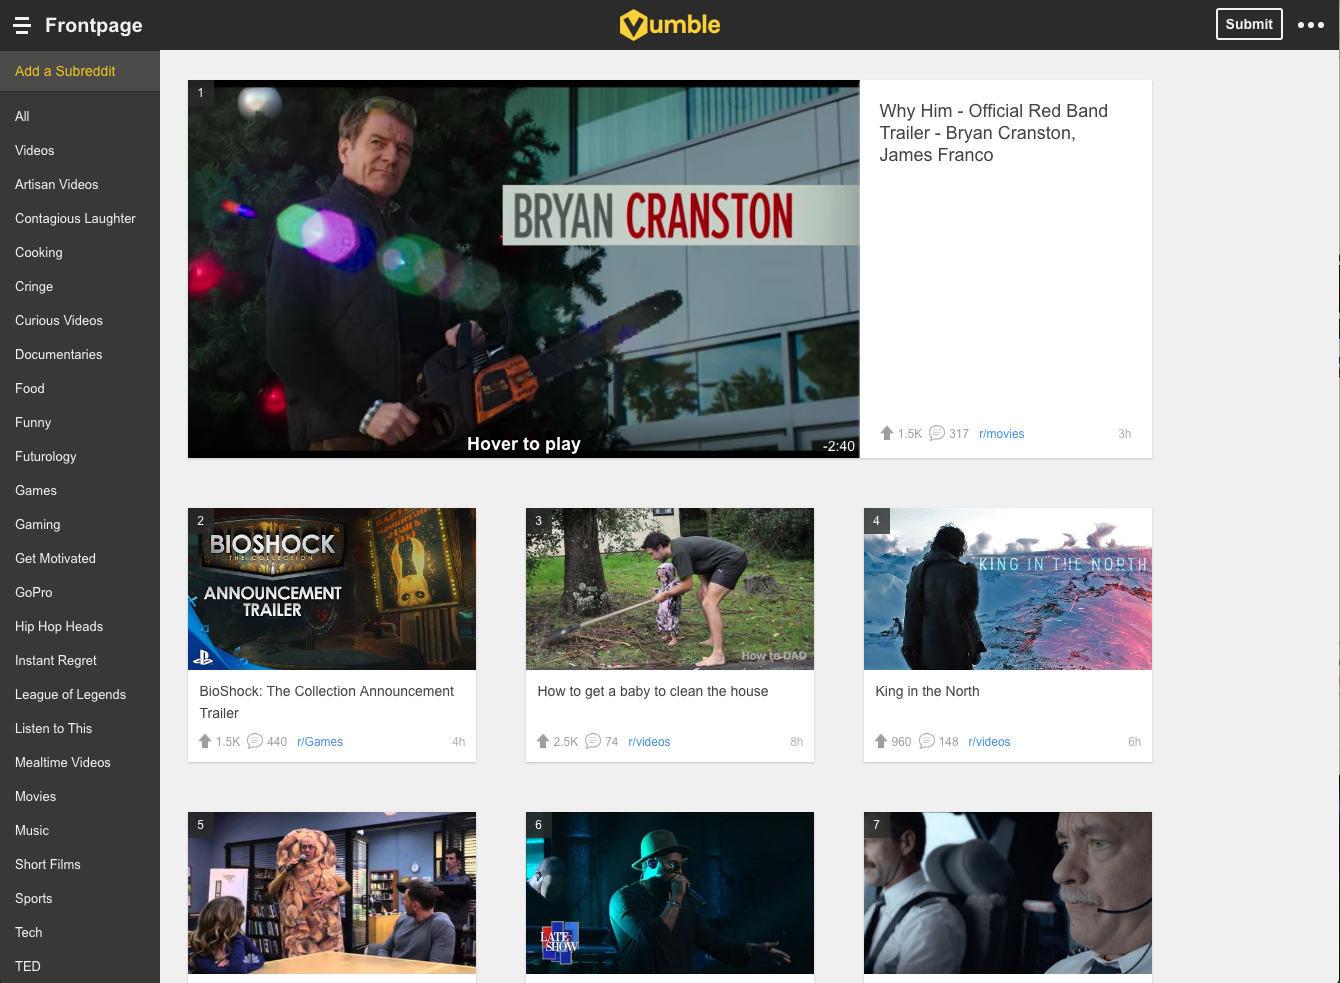 Frontpage
Vumble
Submit
Add a Subreddit
All
Videos
Artisan Videos
Contagious Laughter
Cooking
Cringe
Curious Videos
Documentaries
Food
Funny
Futurology
Games
Gaming
Get Motivated
GoPro
Hip Hop Heads
Instant Regret
League of Legends
Listen to This
Mealtime Videos
Movies
Music
Short Films
Sports
Tech
TED
1
BRYAN CRANSTON
Hover to play
-2:40
Why Him - Official Red Band
Trailer - Bryan Cranston,
James Franco
1.5K 317 r/movies 3h
2
BIOSHOCK
THE COLLECTION
ANNOUNCEMENT
TRAILER
BioShock: The Collection Announcement
Trailer
1.5K 440 r/Games 4h
3
How to DAD
How to get a baby to clean the house
2.5K 74 r/videos 8h
4
KING IN THE NORTH
King in the North
960 148 r/videos 6h
5
6
LATE
SHOW
7